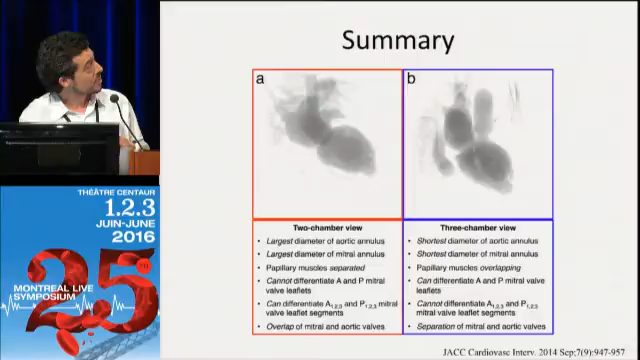 Summary
a
b
Two-chamber view
• Largest diameter of aortic annulus
• Largest diameter of mitral annulus
• Papillary muscles separated
• Cannot differentiate A and P mitral
valve leaflets
• Can differentiate A1,2,3 and P1,2,3 mitral
valve leaflet segments
• Overlap of mitral and aortic valves
Three-chamber view
• Shortest diameter of aortic annulus
• Shortest diameter of mitral annulus
• Papillary muscles overlapping
• Can differentiate A and P mitral valve
leaflets
• Cannot differentiate A1,2,3 and P1,2,3
mitral valve leaflet segments
• Separation of mitral and aortic valves
JACC Cardiovasc Interv. 2014 Sep;7(9):947-957
THÉÂTRE CENTAUR
1.2.3
JUIN-JUNE
2016
25TH
MONTREAL LIVE
SYMPOSIUM